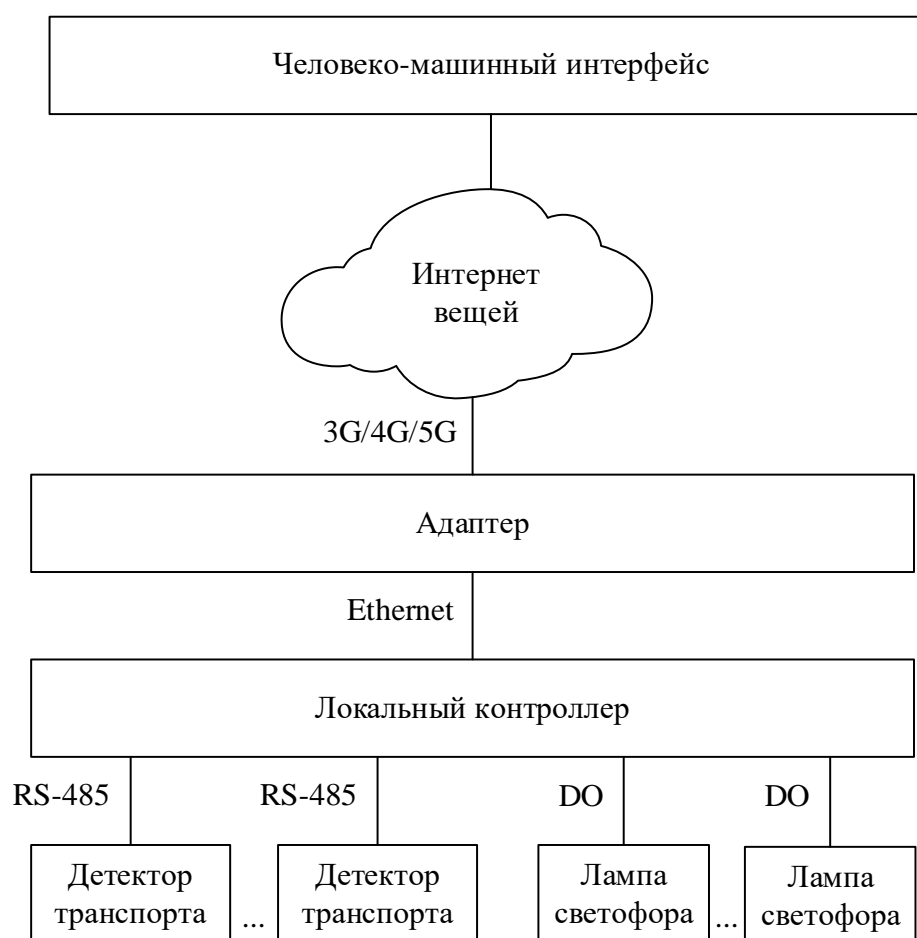 Человеко-машинный интерфейс
Интернет
вещей
3G/4G/5G
Адаптер
Ethernet
Локальный контроллер
RS-485 RS-485 DO DO
Детектор Детектор Лампа Лампа
транспорта ... транспорта светофора ... светофора